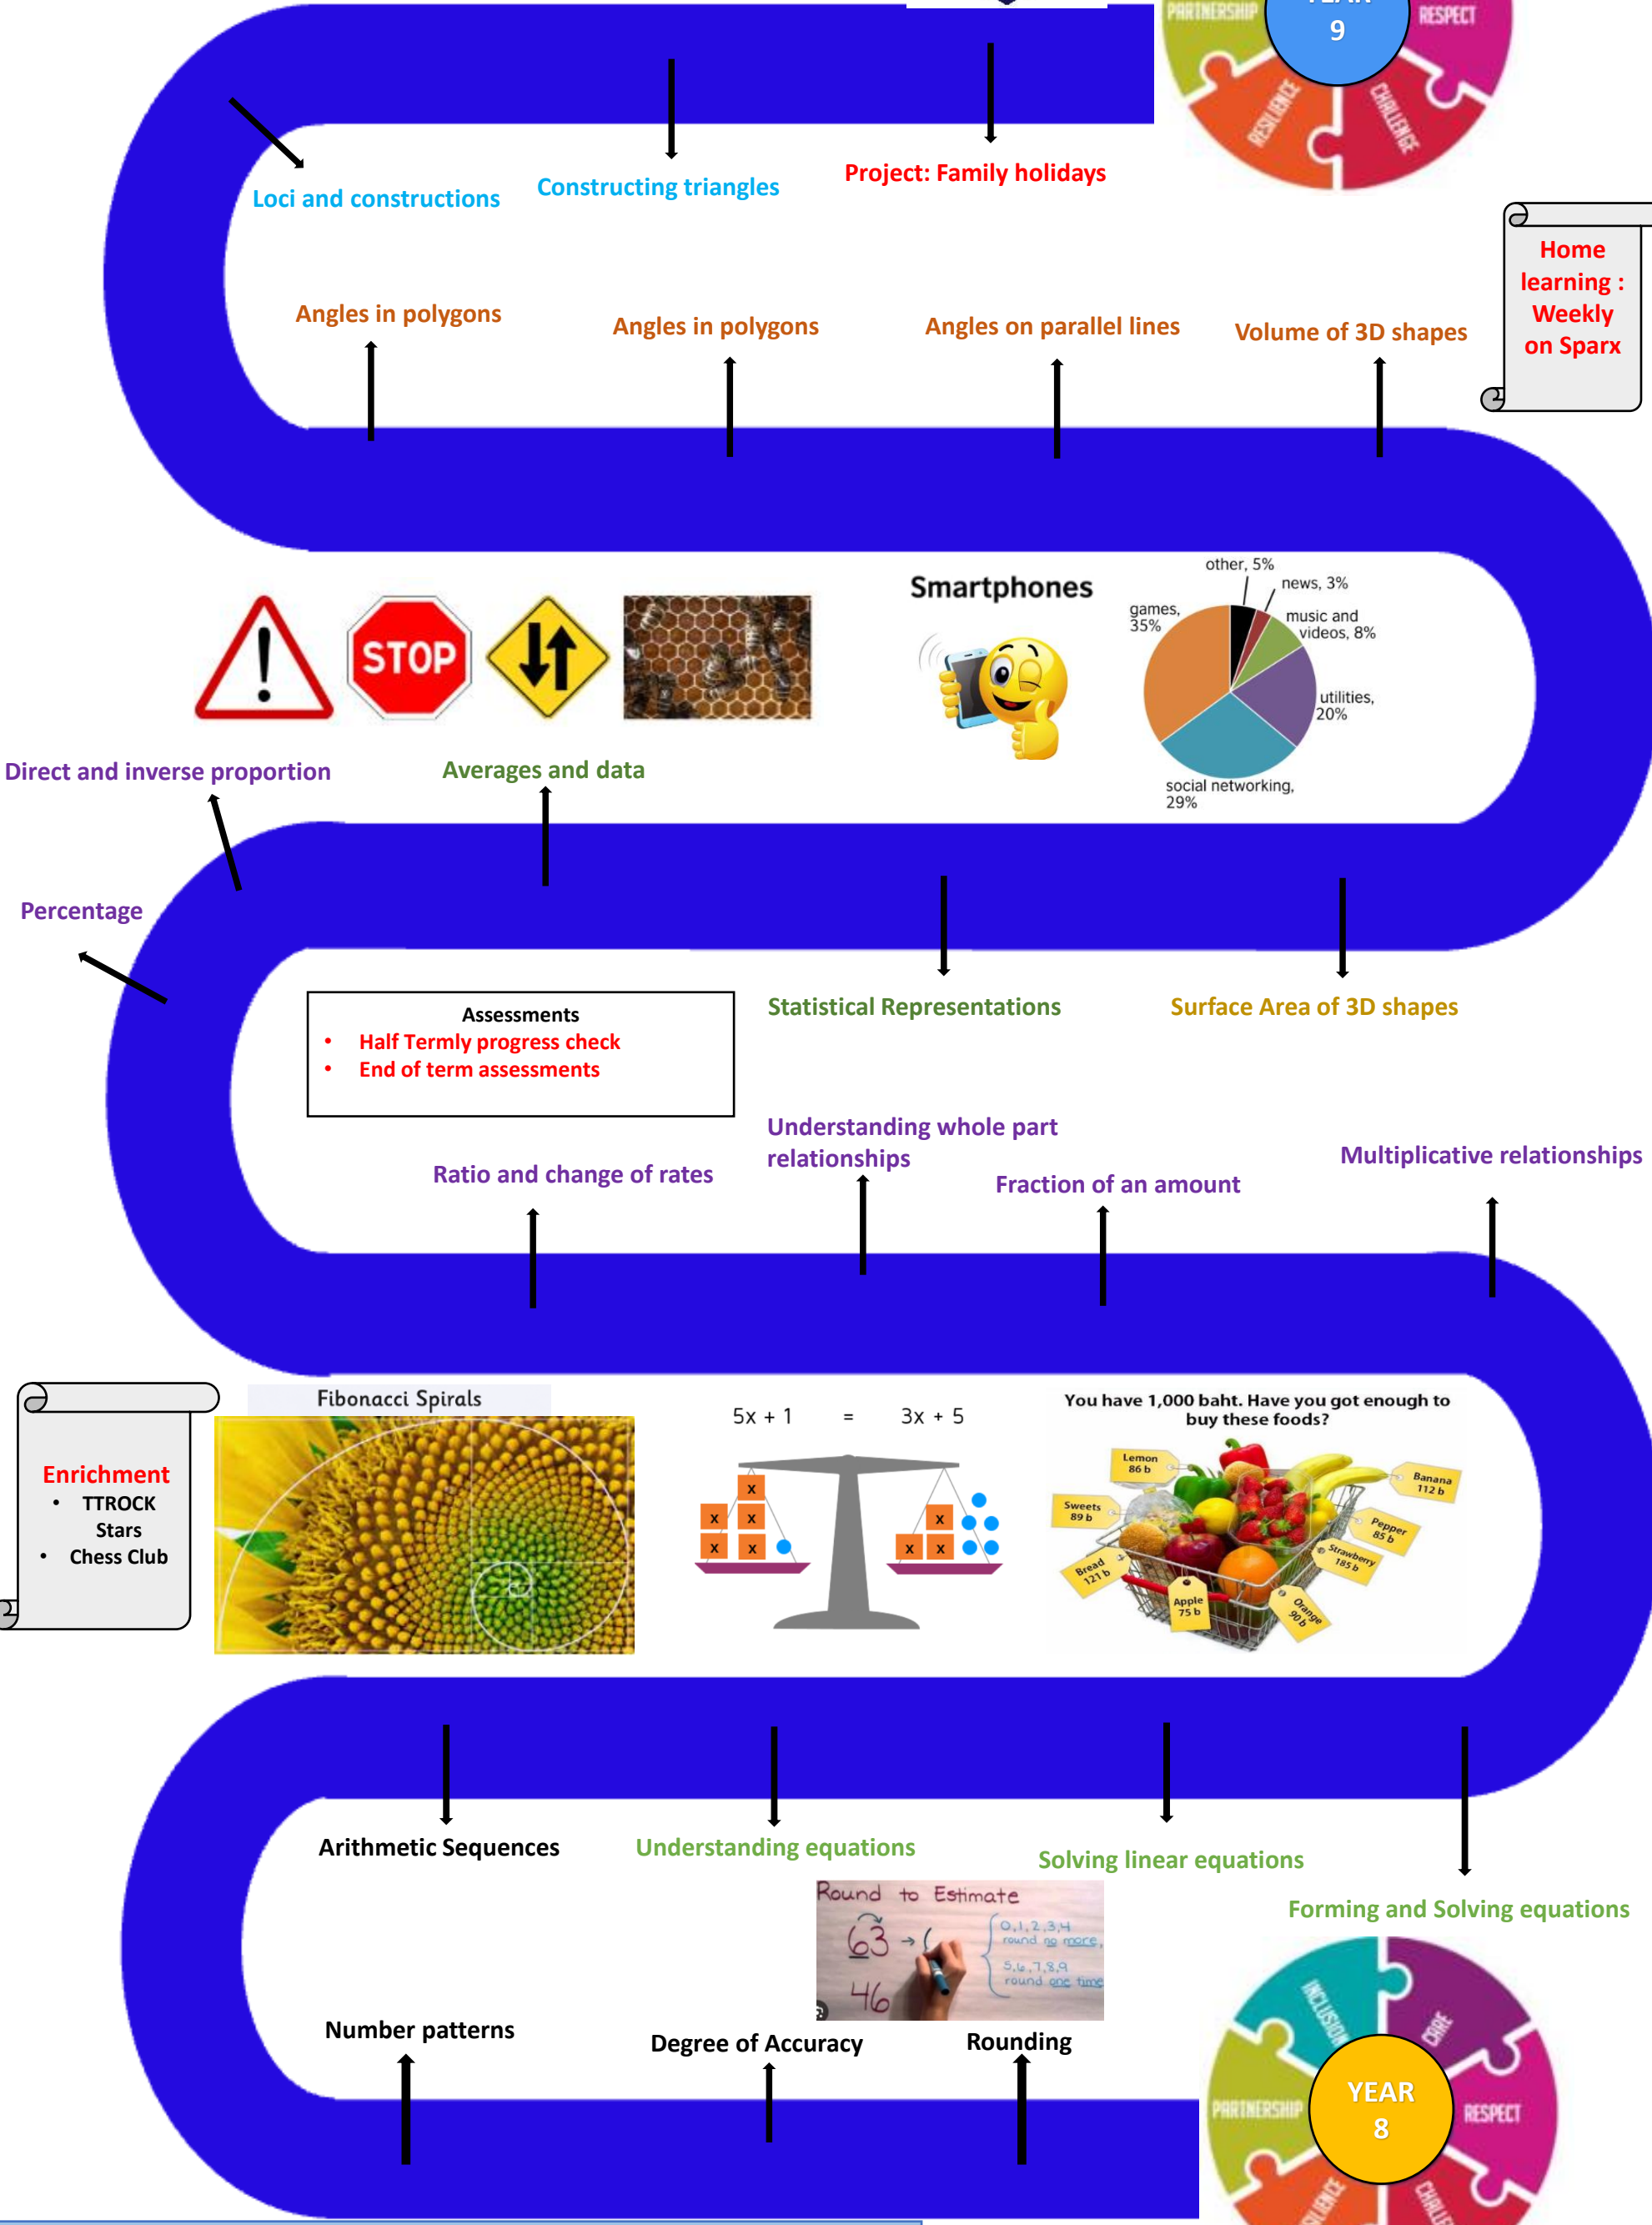 PARTNERSHIP
9
RESPECT
RESILIENCE
CHALLENGE
Loci and constructions
Constructing triangles
Project: Family holidays
Home
learning :
Weekly
on Sparx
Angles in polygons
Angles in polygons
Angles on parallel lines
Volume of 3D shapes
STOP
Smartphones
other, 5%
news, 3%
games,
35%
music and
videos, 8%
utilities,
20%
social networking,
29%
Direct and inverse proportion
Averages and data
Percentage
Assessments
• Half Termly progress check
• End of term assessments
Statistical Representations
Surface Area of 3D shapes
Understanding whole part
relationships
Ratio and change of rates
Fraction of an amount
Multiplicative relationships
Enrichment
• TTROCK
Stars
• Chess Club
Fibonacci Spirals
5x + 1 = 3x + 5
x
x x
x x
x
x x
You have 1,000 baht. Have you got enough to
buy these foods?
Lemon
86 b
Banana
112 b
Sweets
89 b
Pepper
85 b
Strawberry
185 b
Bread
121 b
Apple
75 b
Orange
90 b
Arithmetic Sequences
Understanding equations
Solving linear equations
Forming and Solving equations
Round to Estimate
63 → (
0,1,2,3,4
round no more,
5,6,7,8,9
round one time
46
Number patterns
Degree of Accuracy
Rounding
INCLUSION
CARE
PARTNERSHIP
YEAR
8
RESPECT